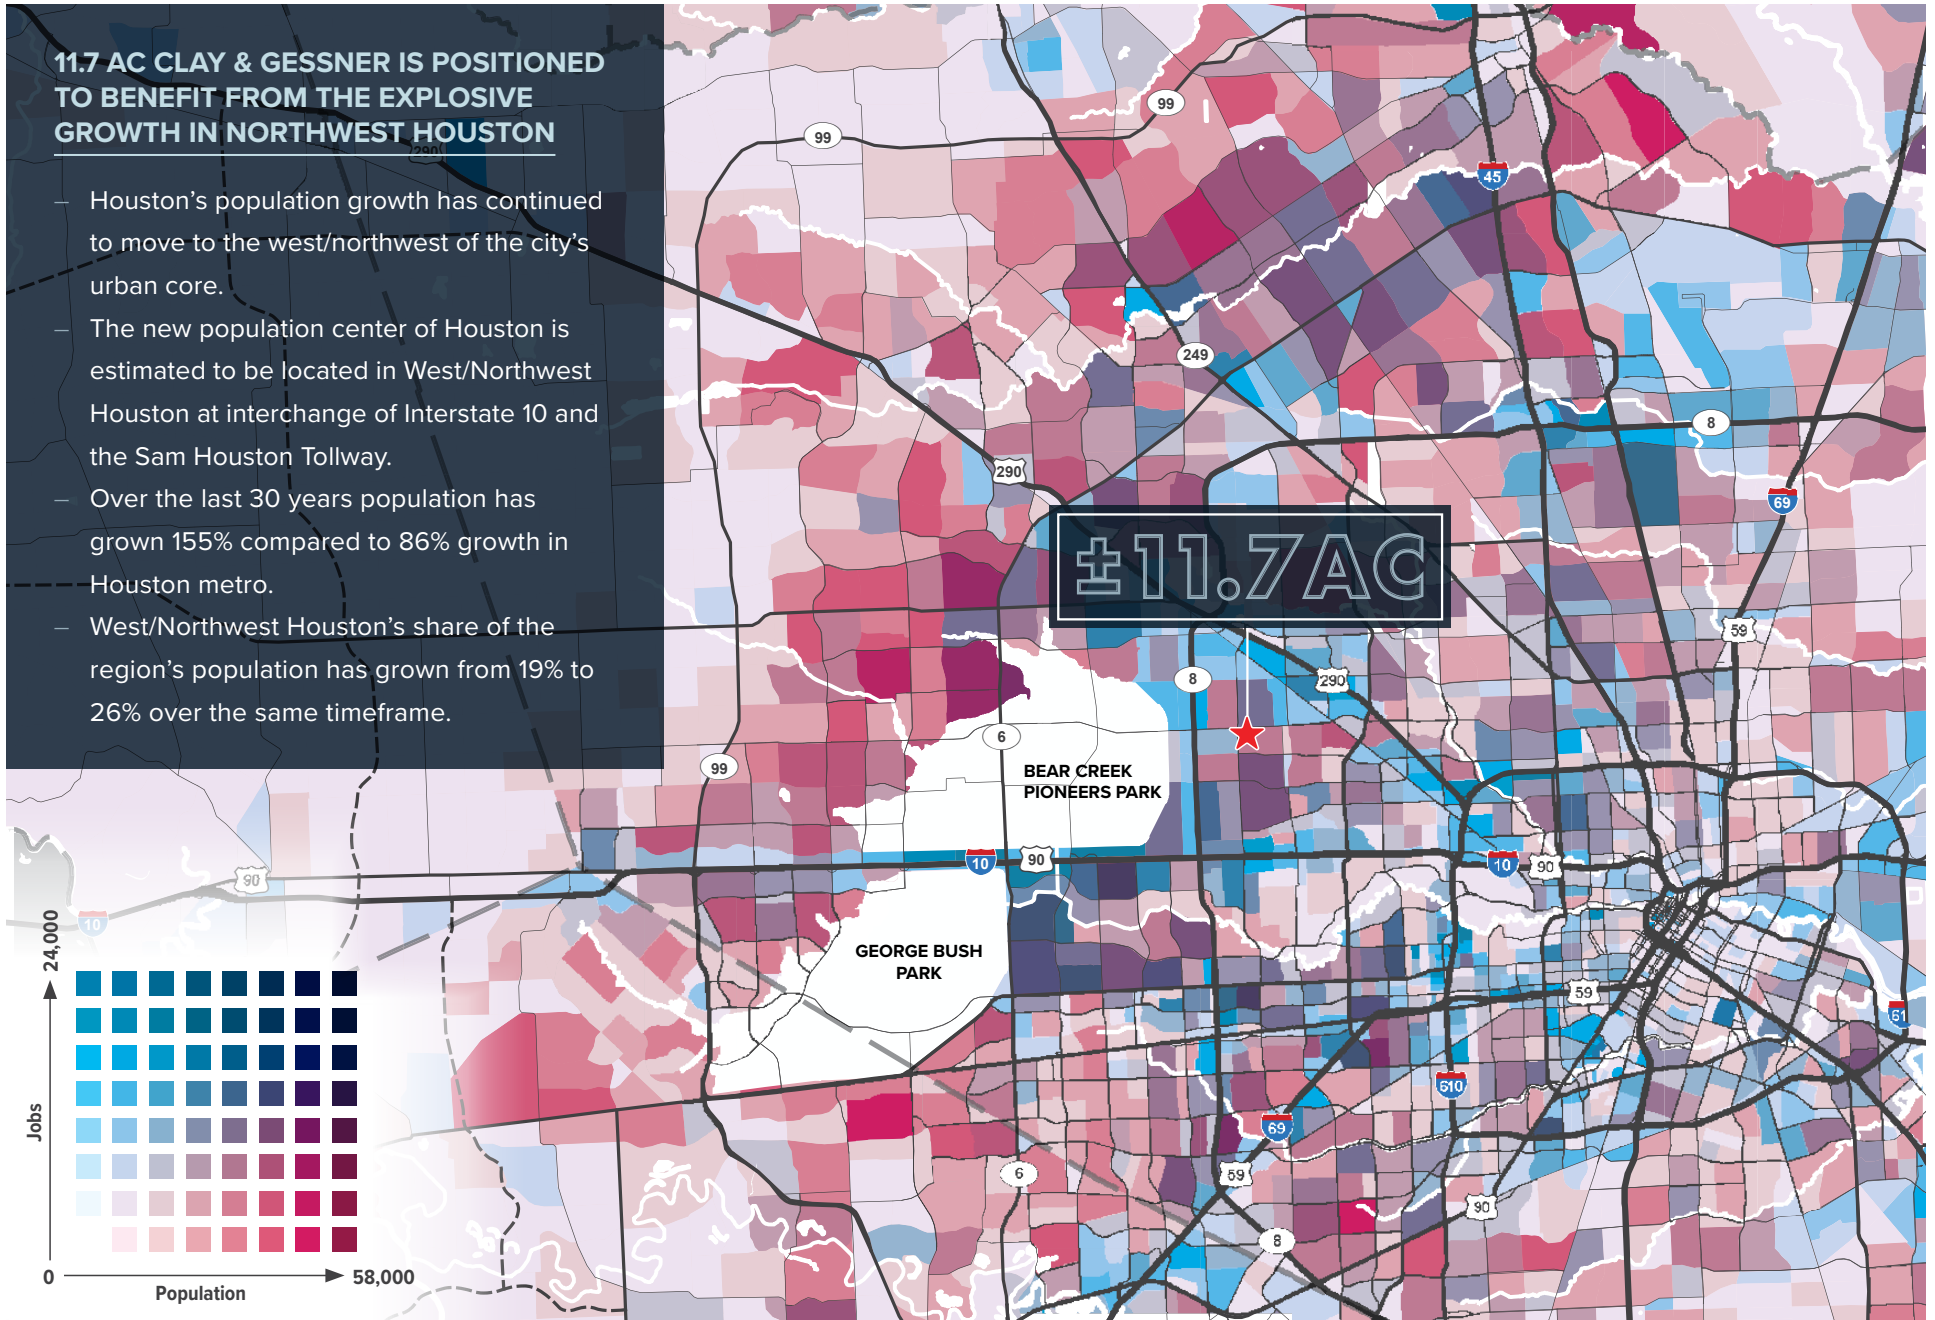 11.7 AC CLAY & GESSNER IS POSITIONED
TO BENEFIT FROM THE EXPLOSIVE
GROWTH IN NORTHWEST HOUSTON
– Houston’s population growth has continued
to move to the west/northwest of the city’s
urban core.
– The new population center of Houston is
estimated to be located in West/Northwest
Houston at interchange of Interstate 10 and
the Sam Houston Tollway.
– Over the last 30 years population has
grown 155% compared to 86% growth in
Houston metro.
– West/Northwest Houston’s share of the
region’s population has grown from 19% to
26% over the same timeframe.
290
99
99
45
249
8
290
69
±11.7AC
59
8
290
6
99
BEAR CREEK
PIONEERS PARK
10
90
10
90
90
10
GEORGE BUSH
PARK
59
61
610
69
6
59
90
8
24,000
Jobs
0
58,000
Population